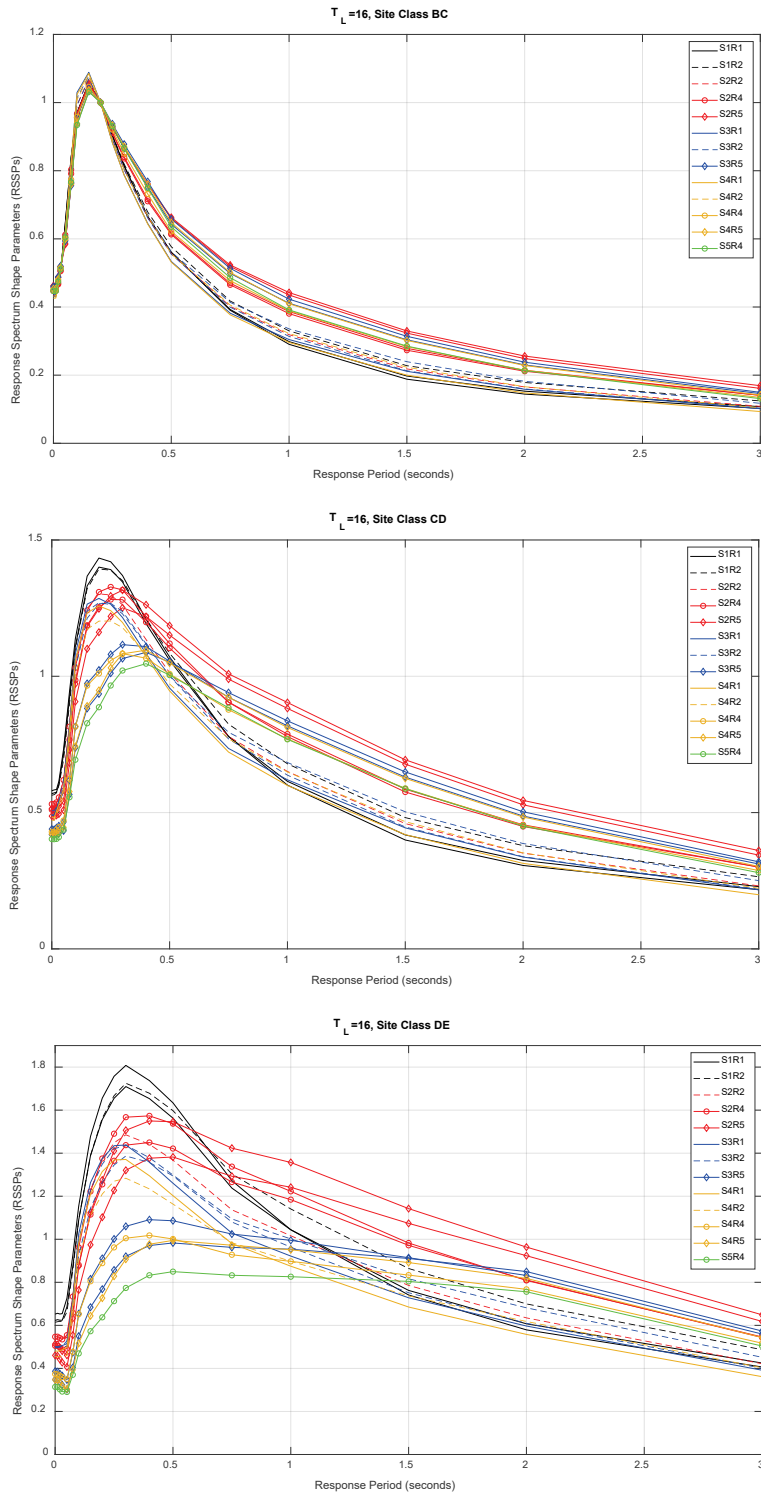 T L =16, Site Class BC
Response Spectrum Shape Parameters (RSSPs)
1.2
1
0.8
0.6
0.4
0.2
0
0
0.5
1
1.5
2
2.5
3
Response Period (seconds)
S1R1
S1R2
S2R2
S2R4
S2R5
S3R1
S3R2
S3R5
S4R1
S4R2
S4R4
S4R5
S5R4
T L =16, Site Class CD
Response Spectrum Shape Parameters (RSSPs)
1.5
1
0.5
0
0
0.5
1
1.5
2
2.5
3
Response Period (seconds)
S1R1
S1R2
S2R2
S2R4
S2R5
S3R1
S3R2
S3R5
S4R1
S4R2
S4R4
S4R5
S5R4
T L =16, Site Class DE
Response Spectrum Shape Parameters (RSSPs)
1.8
1.6
1.4
1.2
1
0.8
0.6
0.4
0.2
0
0
0.5
1
1.5
2
2.5
3
Response Period (seconds)
S1R1
S1R2
S2R2
S2R4
S2R5
S3R1
S3R2
S3R5
S4R1
S4R2
S4R4
S4R5
S5R4